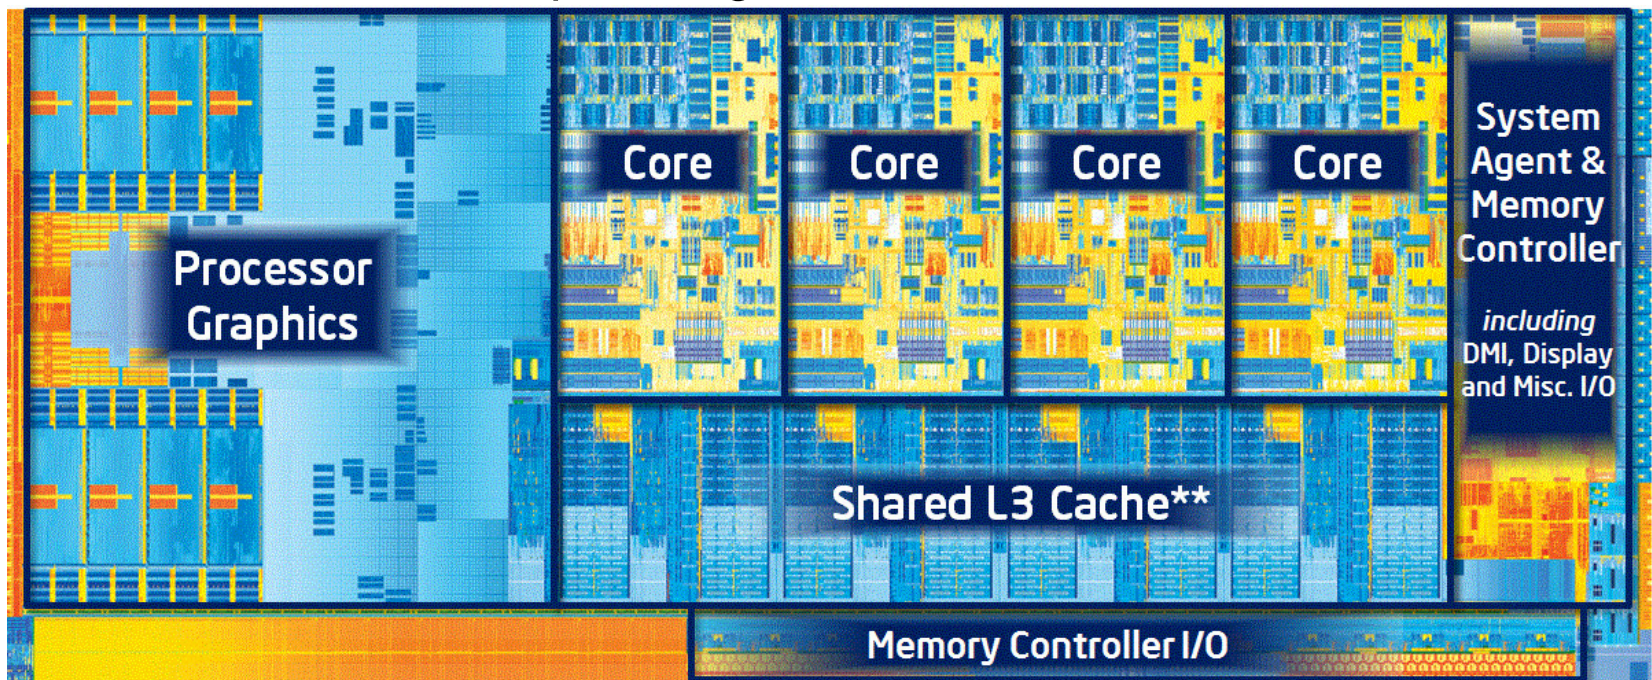 Processor
Graphics
Core
Core
Core
Core
System
Agent &
Memory
Controller
including
DMI, Display
and Misc. I/O
Shared L3 Cache**
Memory Controller I/O